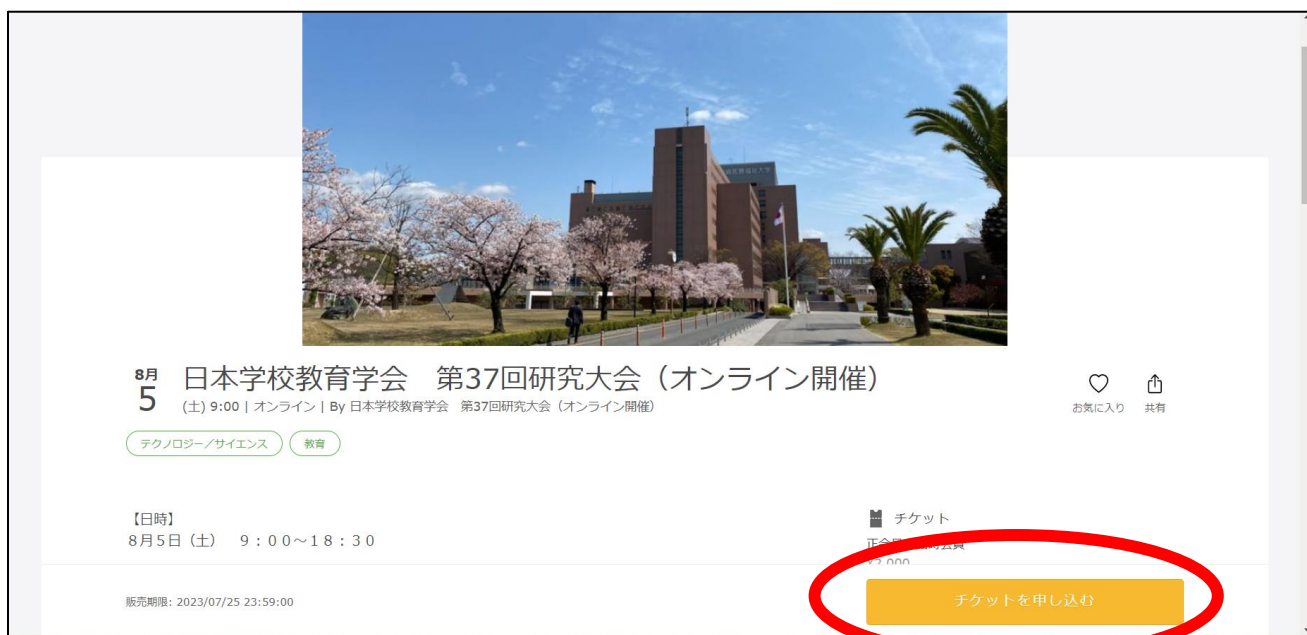 8月
5
日本学校教育学会　第37回研究大会（オンライン開催）
(土) 9:00 | オンライン | By 日本学校教育学会　第37回研究大会（オンライン開催）
お気に入り
共有
テクノロジー／サイエンス
教育
【日時】
8月5日（土）　９：００～１８：３０
チケット
¥2,000
販売期限: 2023/07/25 23:59:00
チケットを申し込む